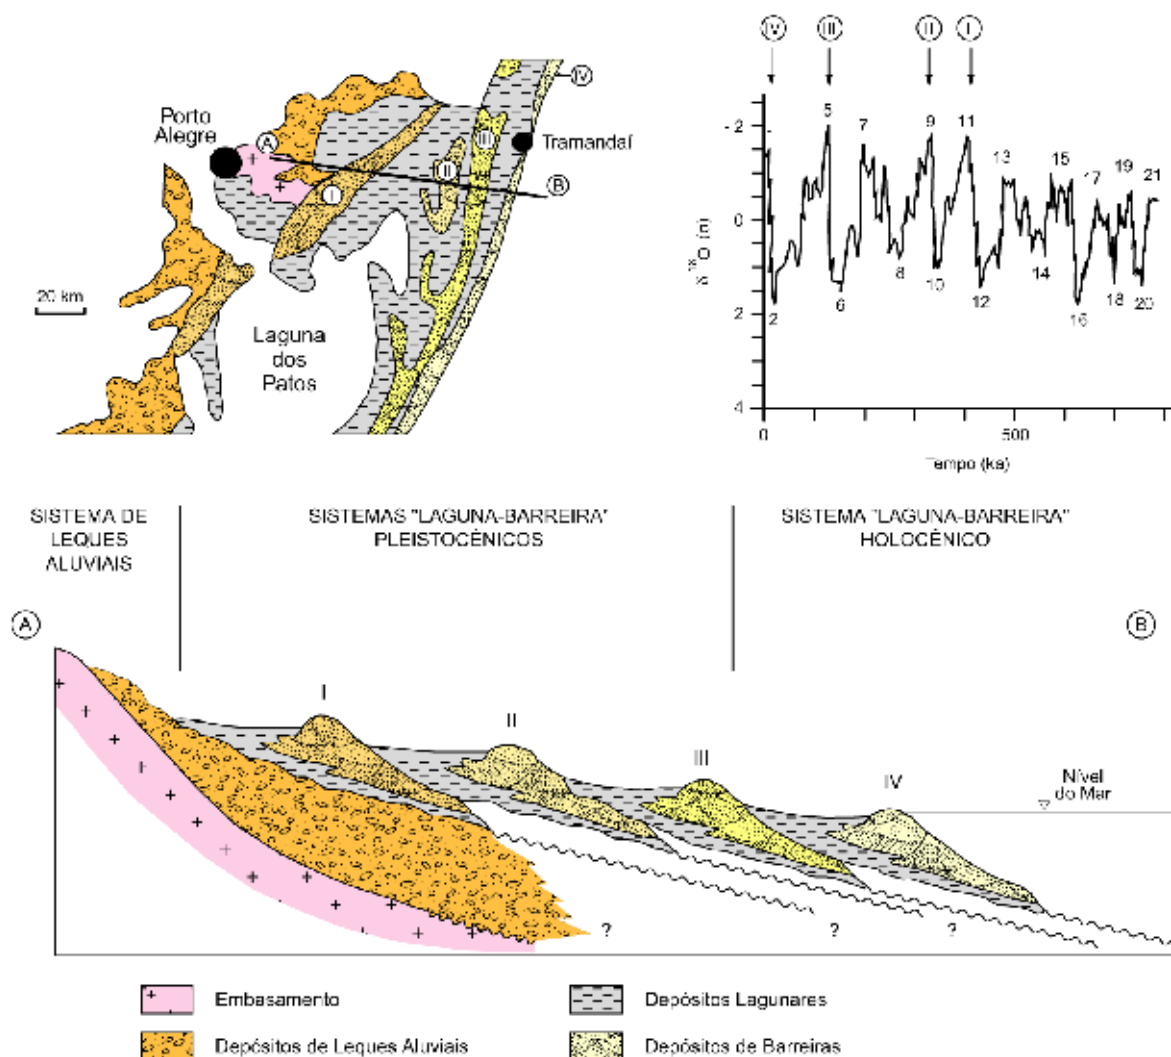 Porto
Alegre
A
I
II
III
IV
Tramandaí
B
20 km
Laguna
dos
Patos
IV
III
II
I
- 2
0
2
4
5
7
9
11
13
15
17
19
21
2
6
8
10
12
14
16
18
20
δ18O (n)
0
500
Tempo (ka)
SISTEMA DE
LEQUES
ALUVIAIS
SISTEMAS "LAGUNA-BARREIRA"
PLEISTOCÊNICOS
SISTEMA "LAGUNA-BARREIRA"
HOLOCÊNICO
A
B
I
II
III
IV
Nível
do Mar
?
?
?
Embasamento
Depósitos Lagunares
Depósitos de Leques Aluviais
Depósitos de Barreiras